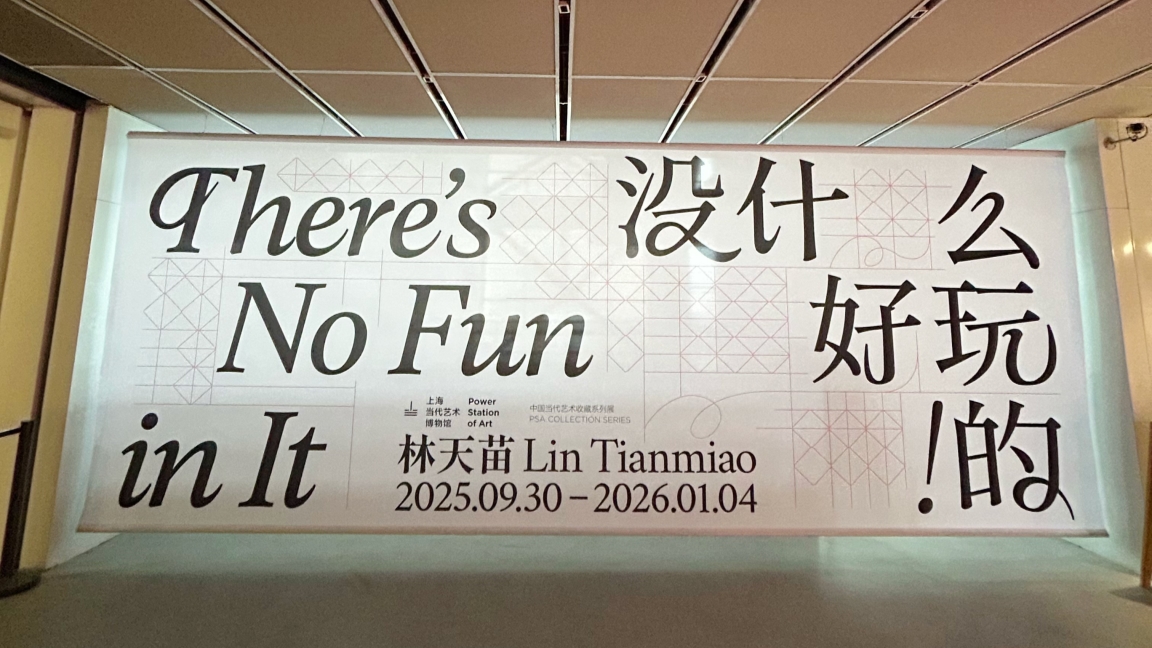 There's
No Fun
in It
没什么
好玩
!的
上海
当代艺术
博物馆
Power
Station
of Art
中国当代艺术收藏系列展
PSA COLLECTION SERIES
林天苗 Lin Tianmiao
2025.09.30 – 2026.01.04